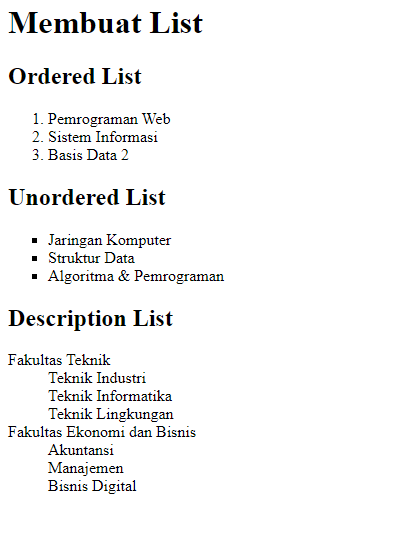 Membuat List
Ordered List
1. Pemrograman Web
2. Sistem Informasi
3. Basis Data 2
Unordered List
▪ Jaringan Komputer
▪ Struktur Data
▪ Algoritma & Pemrograman
Description List
Fakultas Teknik
Teknik Industri
Teknik Informatika
Teknik Lingkungan
Fakultas Ekonomi dan Bisnis
Akuntansi
Manajemen
Bisnis Digital